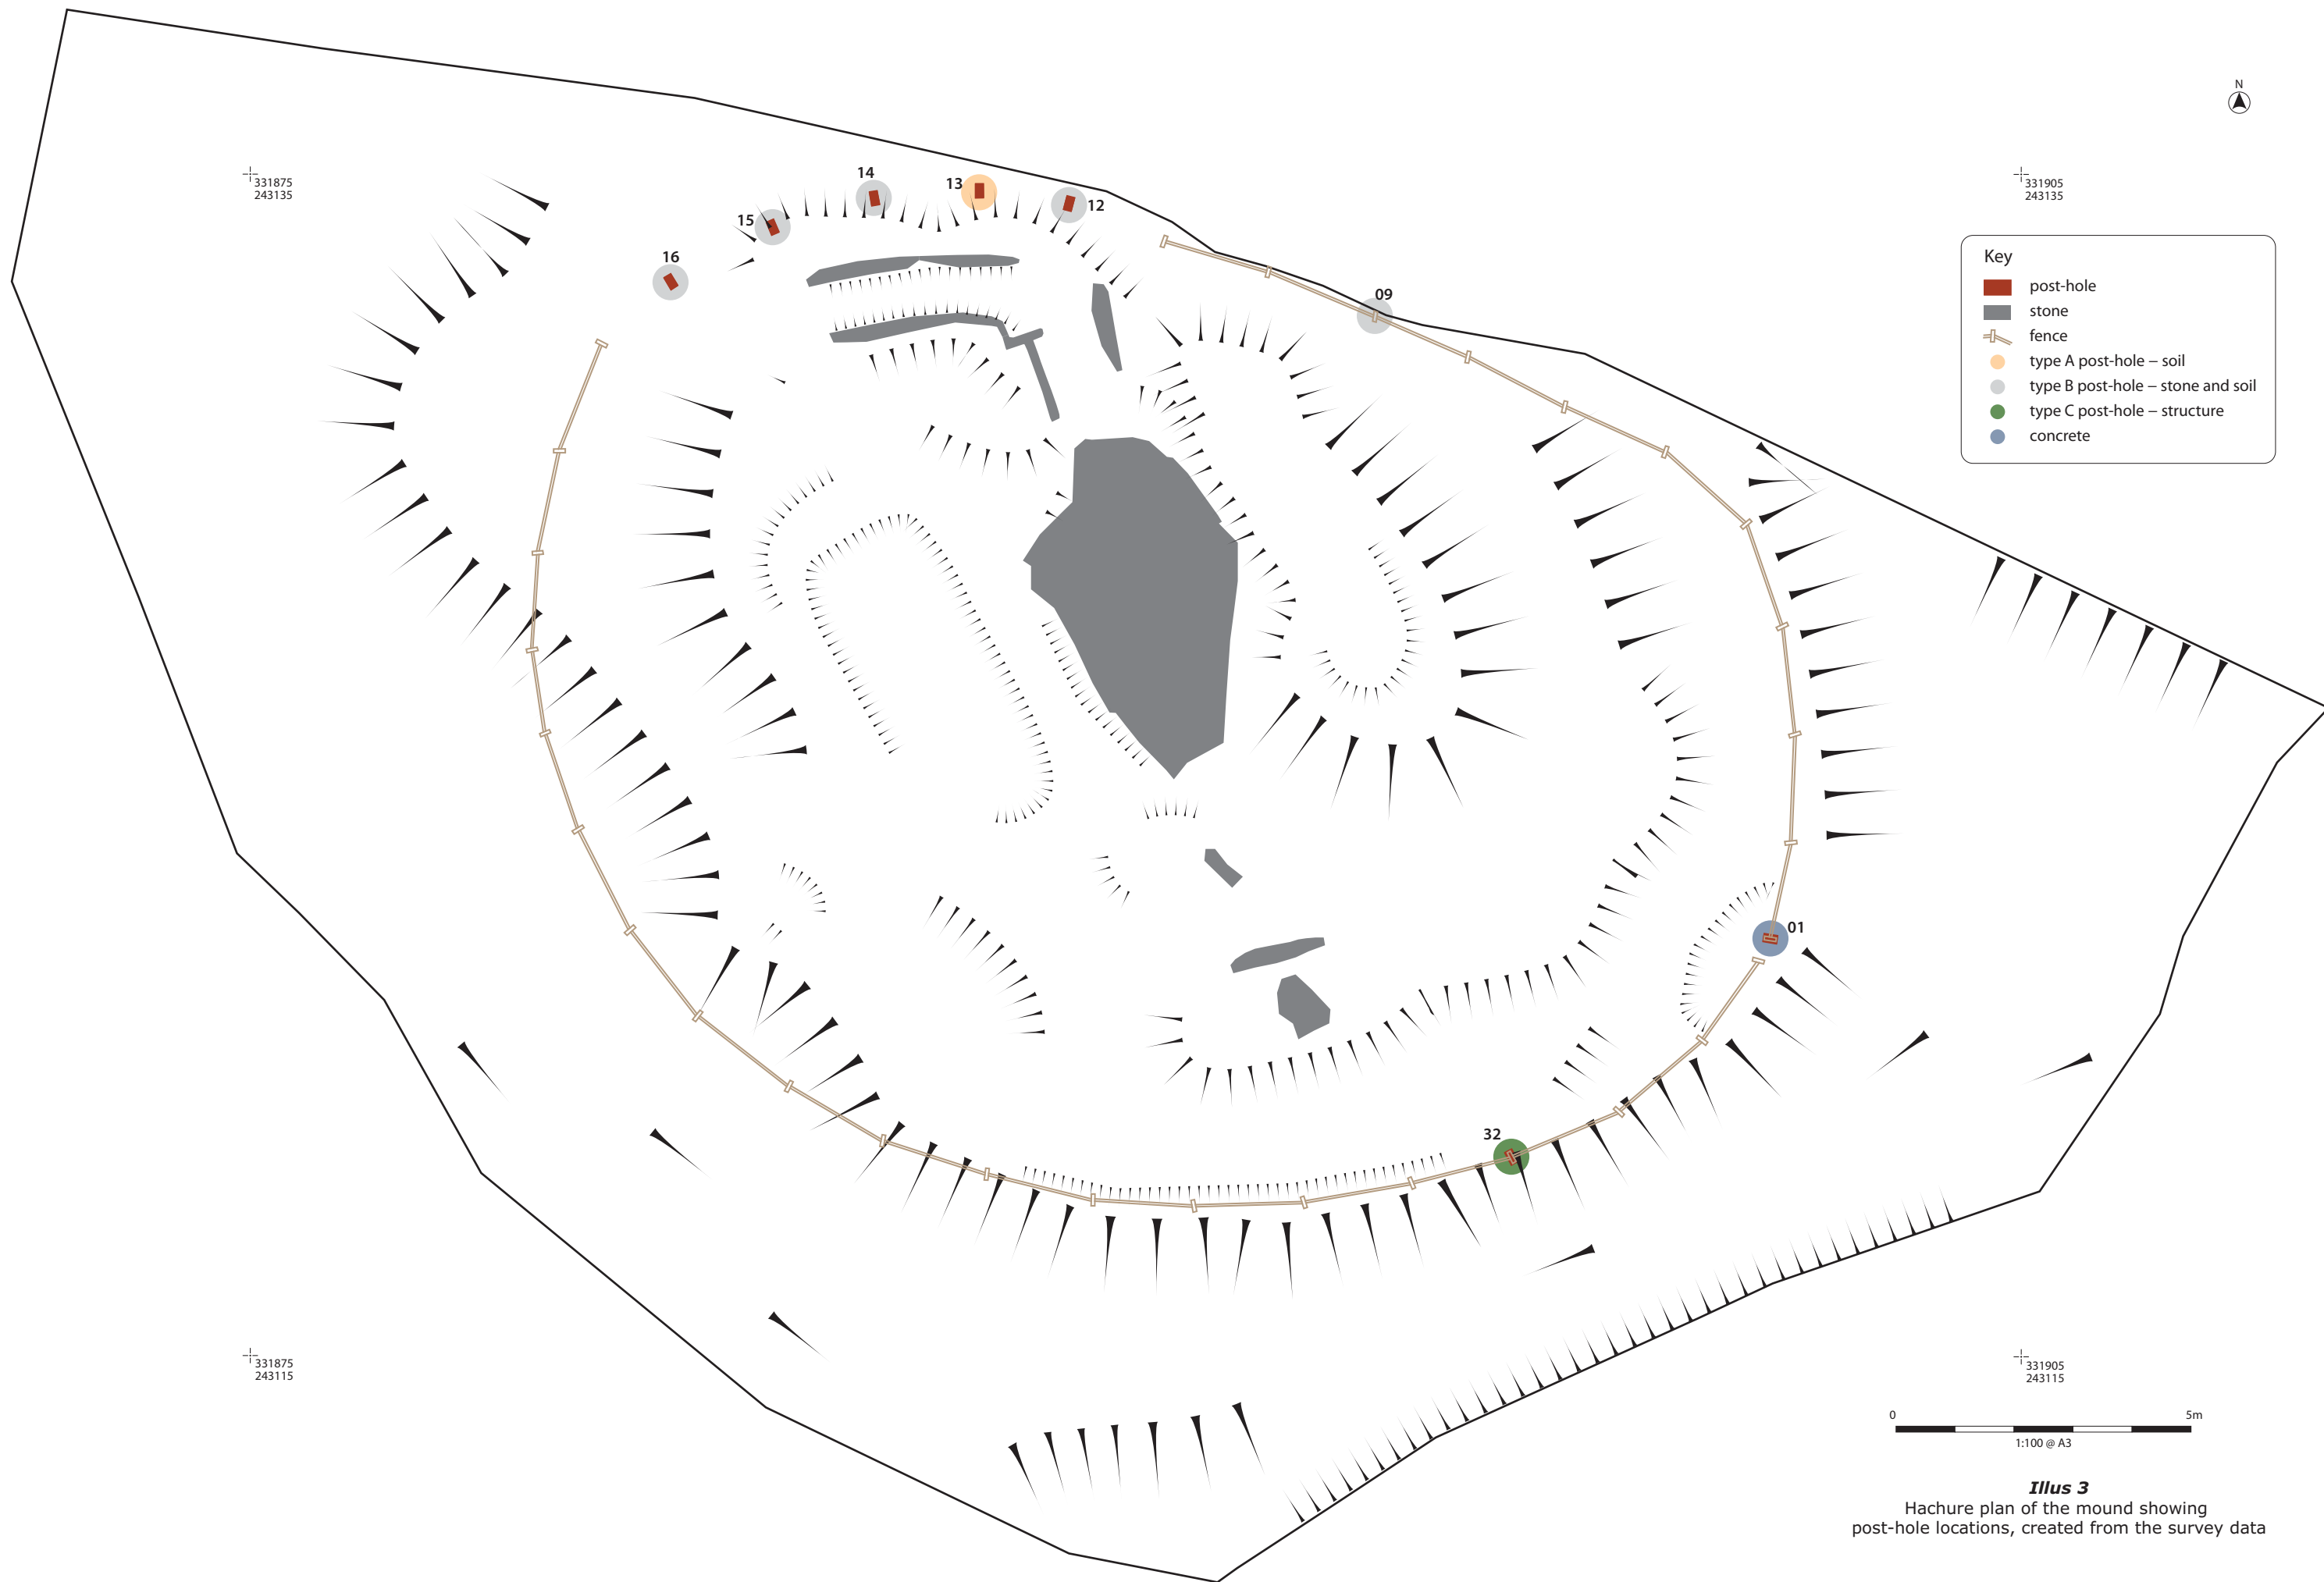 N
331875
243135
331905
243135
14
13
12
15
16
09
Key
post-hole
stone
fence
type A post-hole – soil
type B post-hole – stone and soil
type C post-hole – structure
concrete
01
32
331875
243115
331905
243115
0 5m
1:100 @ A3
Illus 3
Hachure plan of the mound showing
post-hole locations, created from the survey data